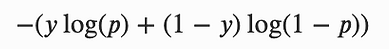 −(y log(p) + (1 − y) log(1 − p))